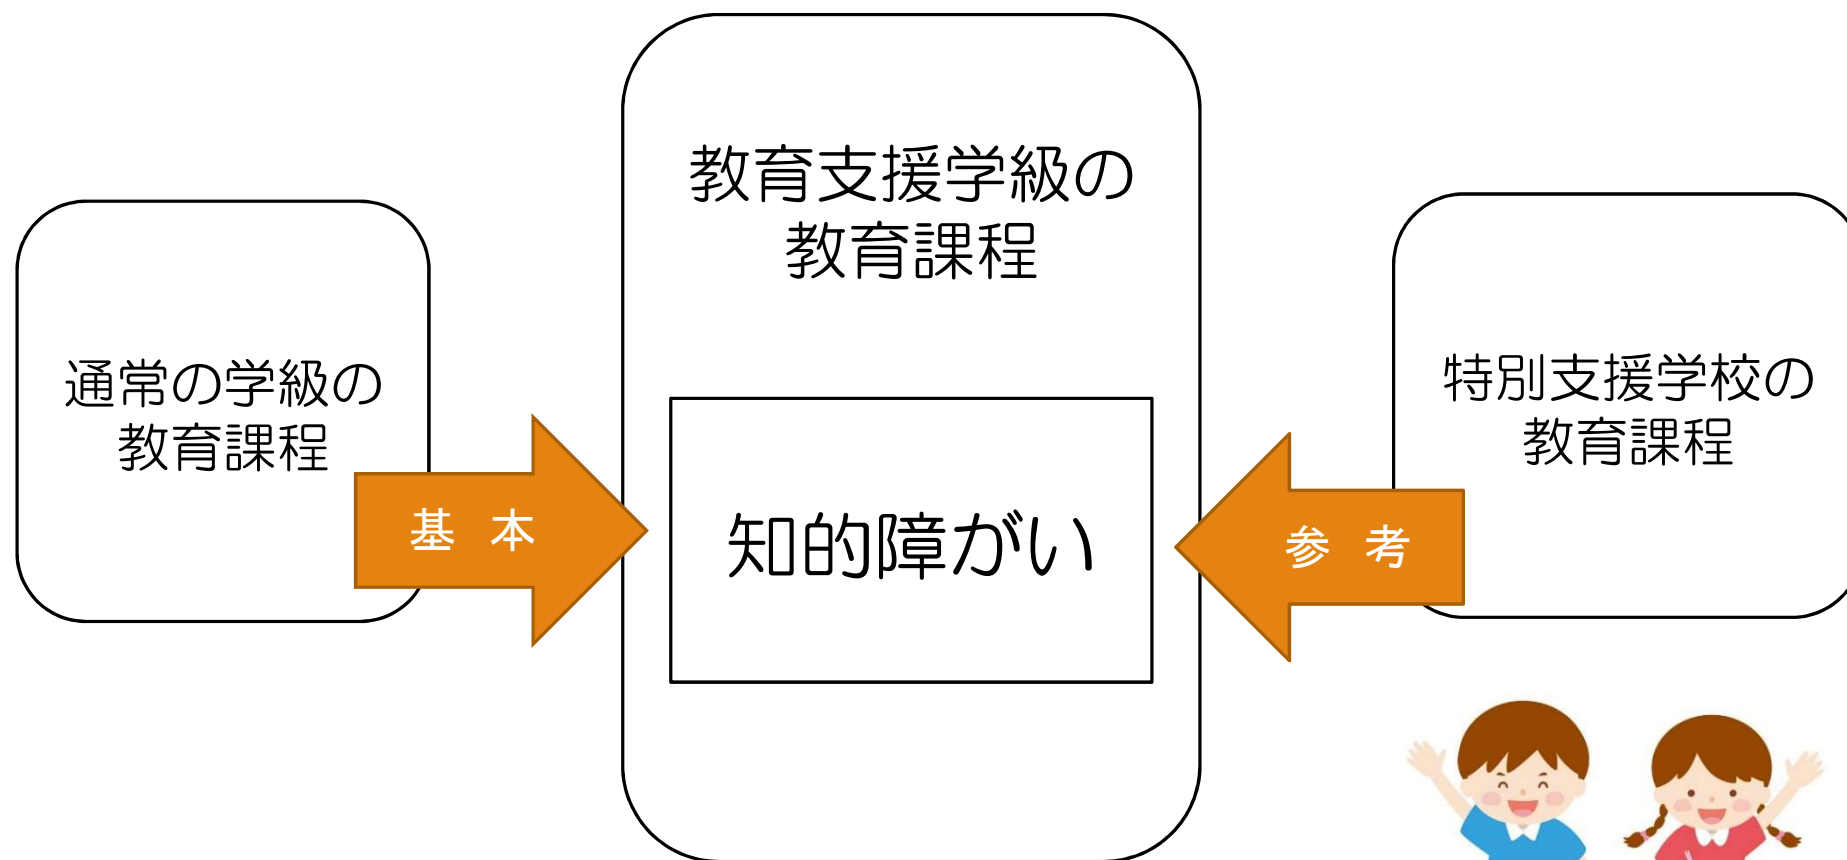 通常の学級の
教育課程
基 本
教育支援学級の
教育課程
知的障がい
参 考
特別支援学校の
教育課程